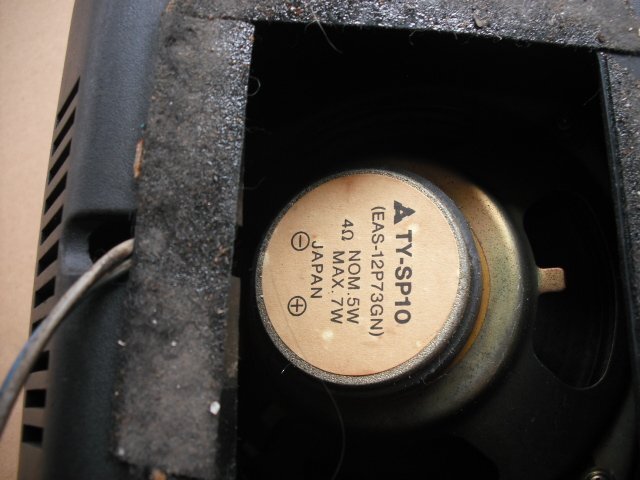 TY-SP10
(EAS-12P73GN)
4Ω NOM. 5W
MAX. 7W
JAPAN